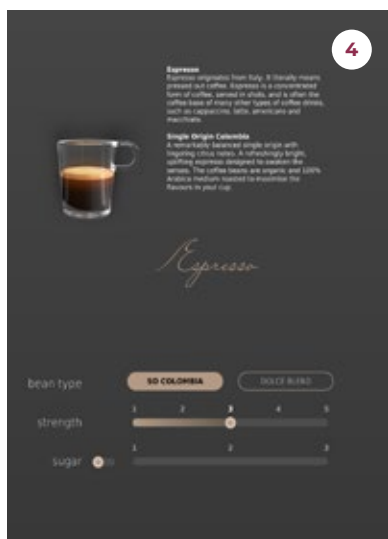 4
Espresso
Espresso originates from Italy. It literally means
pressed out coffee. Espresso is a concentrated
form of coffee, served in shots, and is often the
coffee base of many other types of coffee drinks,
such as cappuccino, latte, americano and
macchiato.
Single Origin Colombia
A remarkably balanced single origin with
lingering citrus notes. A refreshingly bright,
uplifting espresso designed to awaken the
senses. The coffee beans are organic and 100%
Arabica medium roasted to maximise the
flavours in your cup.
Espresso
bean type SO COLOMBIA DOLCE BLEND
1 2 3 4 5
strength
1 2 3
sugar